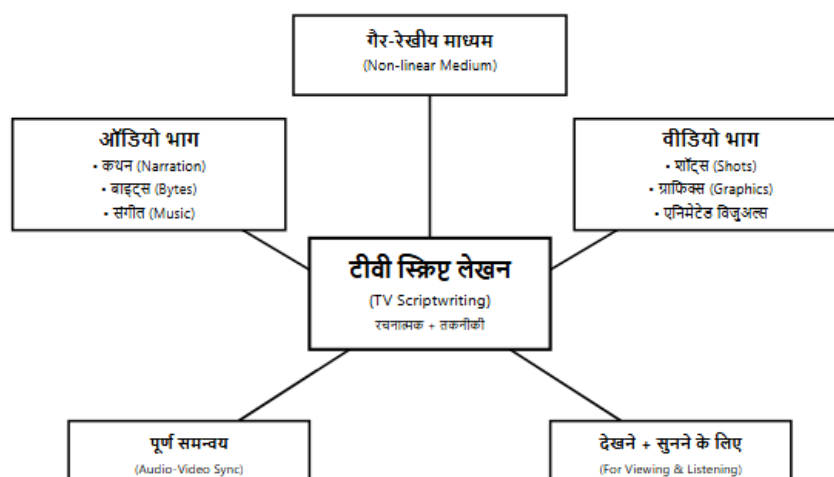 गैर-रेखीय माध्यम
(Non-linear Medium)
ऑडियो भाग
• कथन (Narration)
• बाइट्स (Bytes)
• संगीत (Music)
वीडियो भाग
• शॉट्स (Shots)
• ग्राफिक्स (Graphics)
• एनिमेटेड विजुअल्स
टीवी स्क्रिप्ट लेखन
(TV Scriptwriting)
रचनात्मक + तकनीकी
पूर्ण समन्वय
(Audio-Video Sync)
देखने + सुनने के लिए
(For Viewing & Listening)